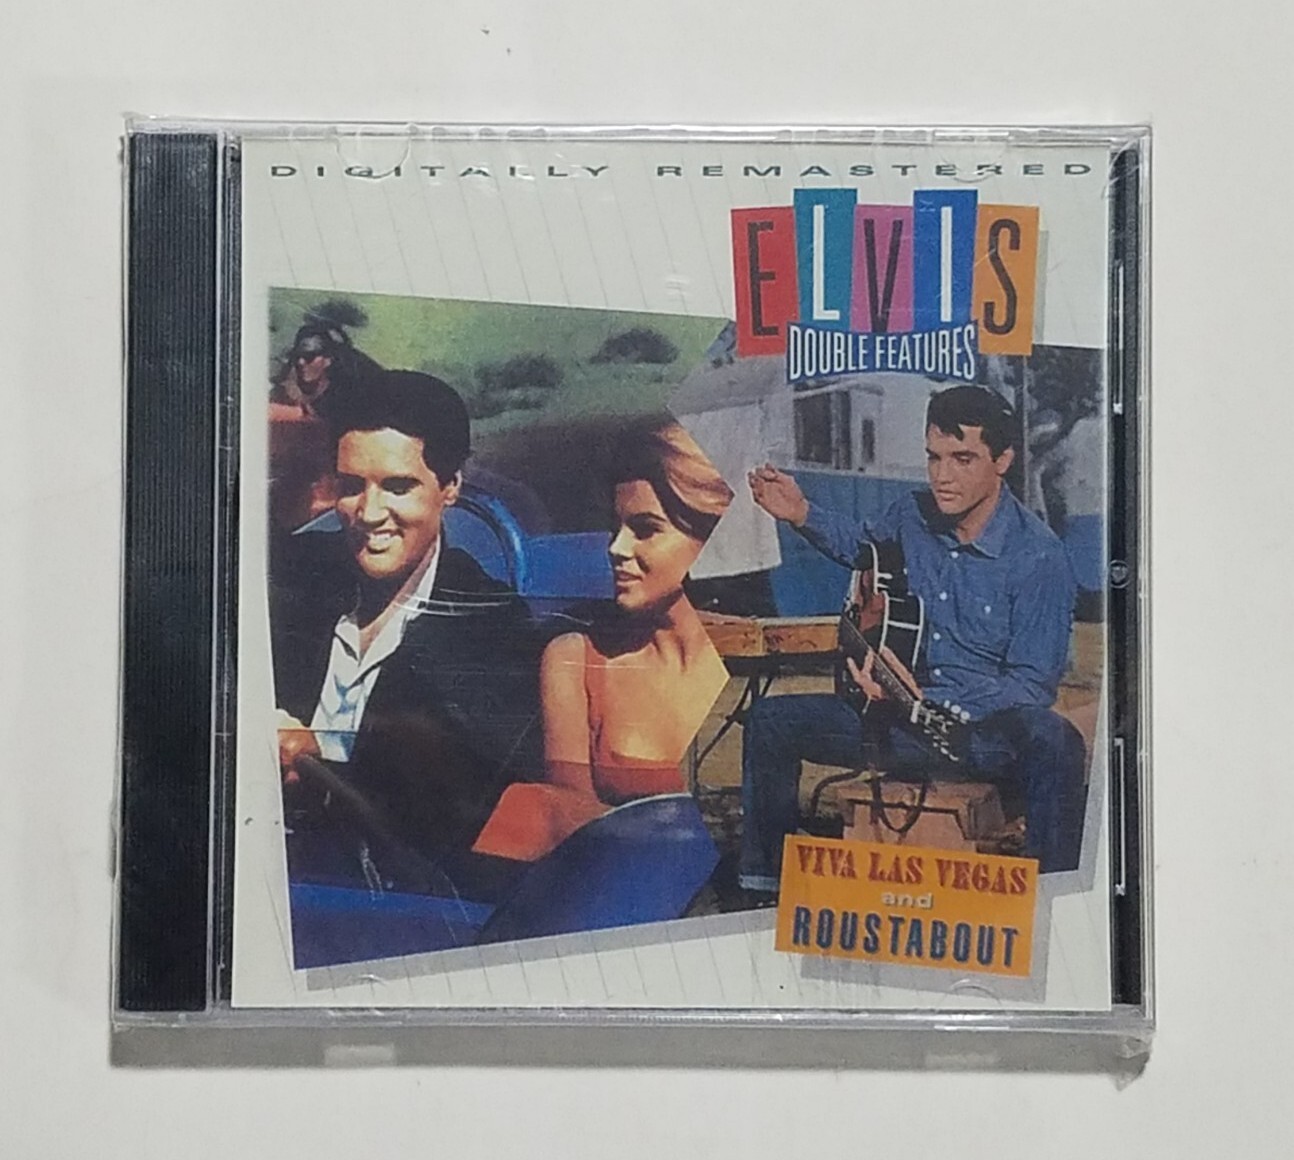 DIGITALLY REMASTERED
ELVIS
DOUBLE FEATURES
VIVA LAS VEGAS
and
ROUSTABOUT